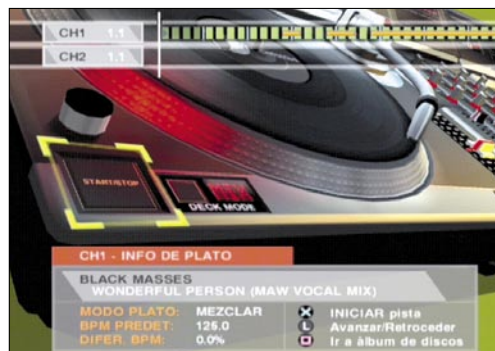 CH1 1.1
CH2 1.1
START/STOP
DECK MODE
CH1 - INFO DE PLATO
BLACK MASSES
WONDERFUL PERSON (MAW VOCAL MIX)
MODO PLATO: MEZCLAR
BPM PREDET: 125.0
DIFER. BPM: 0.0%
INICIAR pista
L Avanzar/Retroceder
Ir a álbum de discos